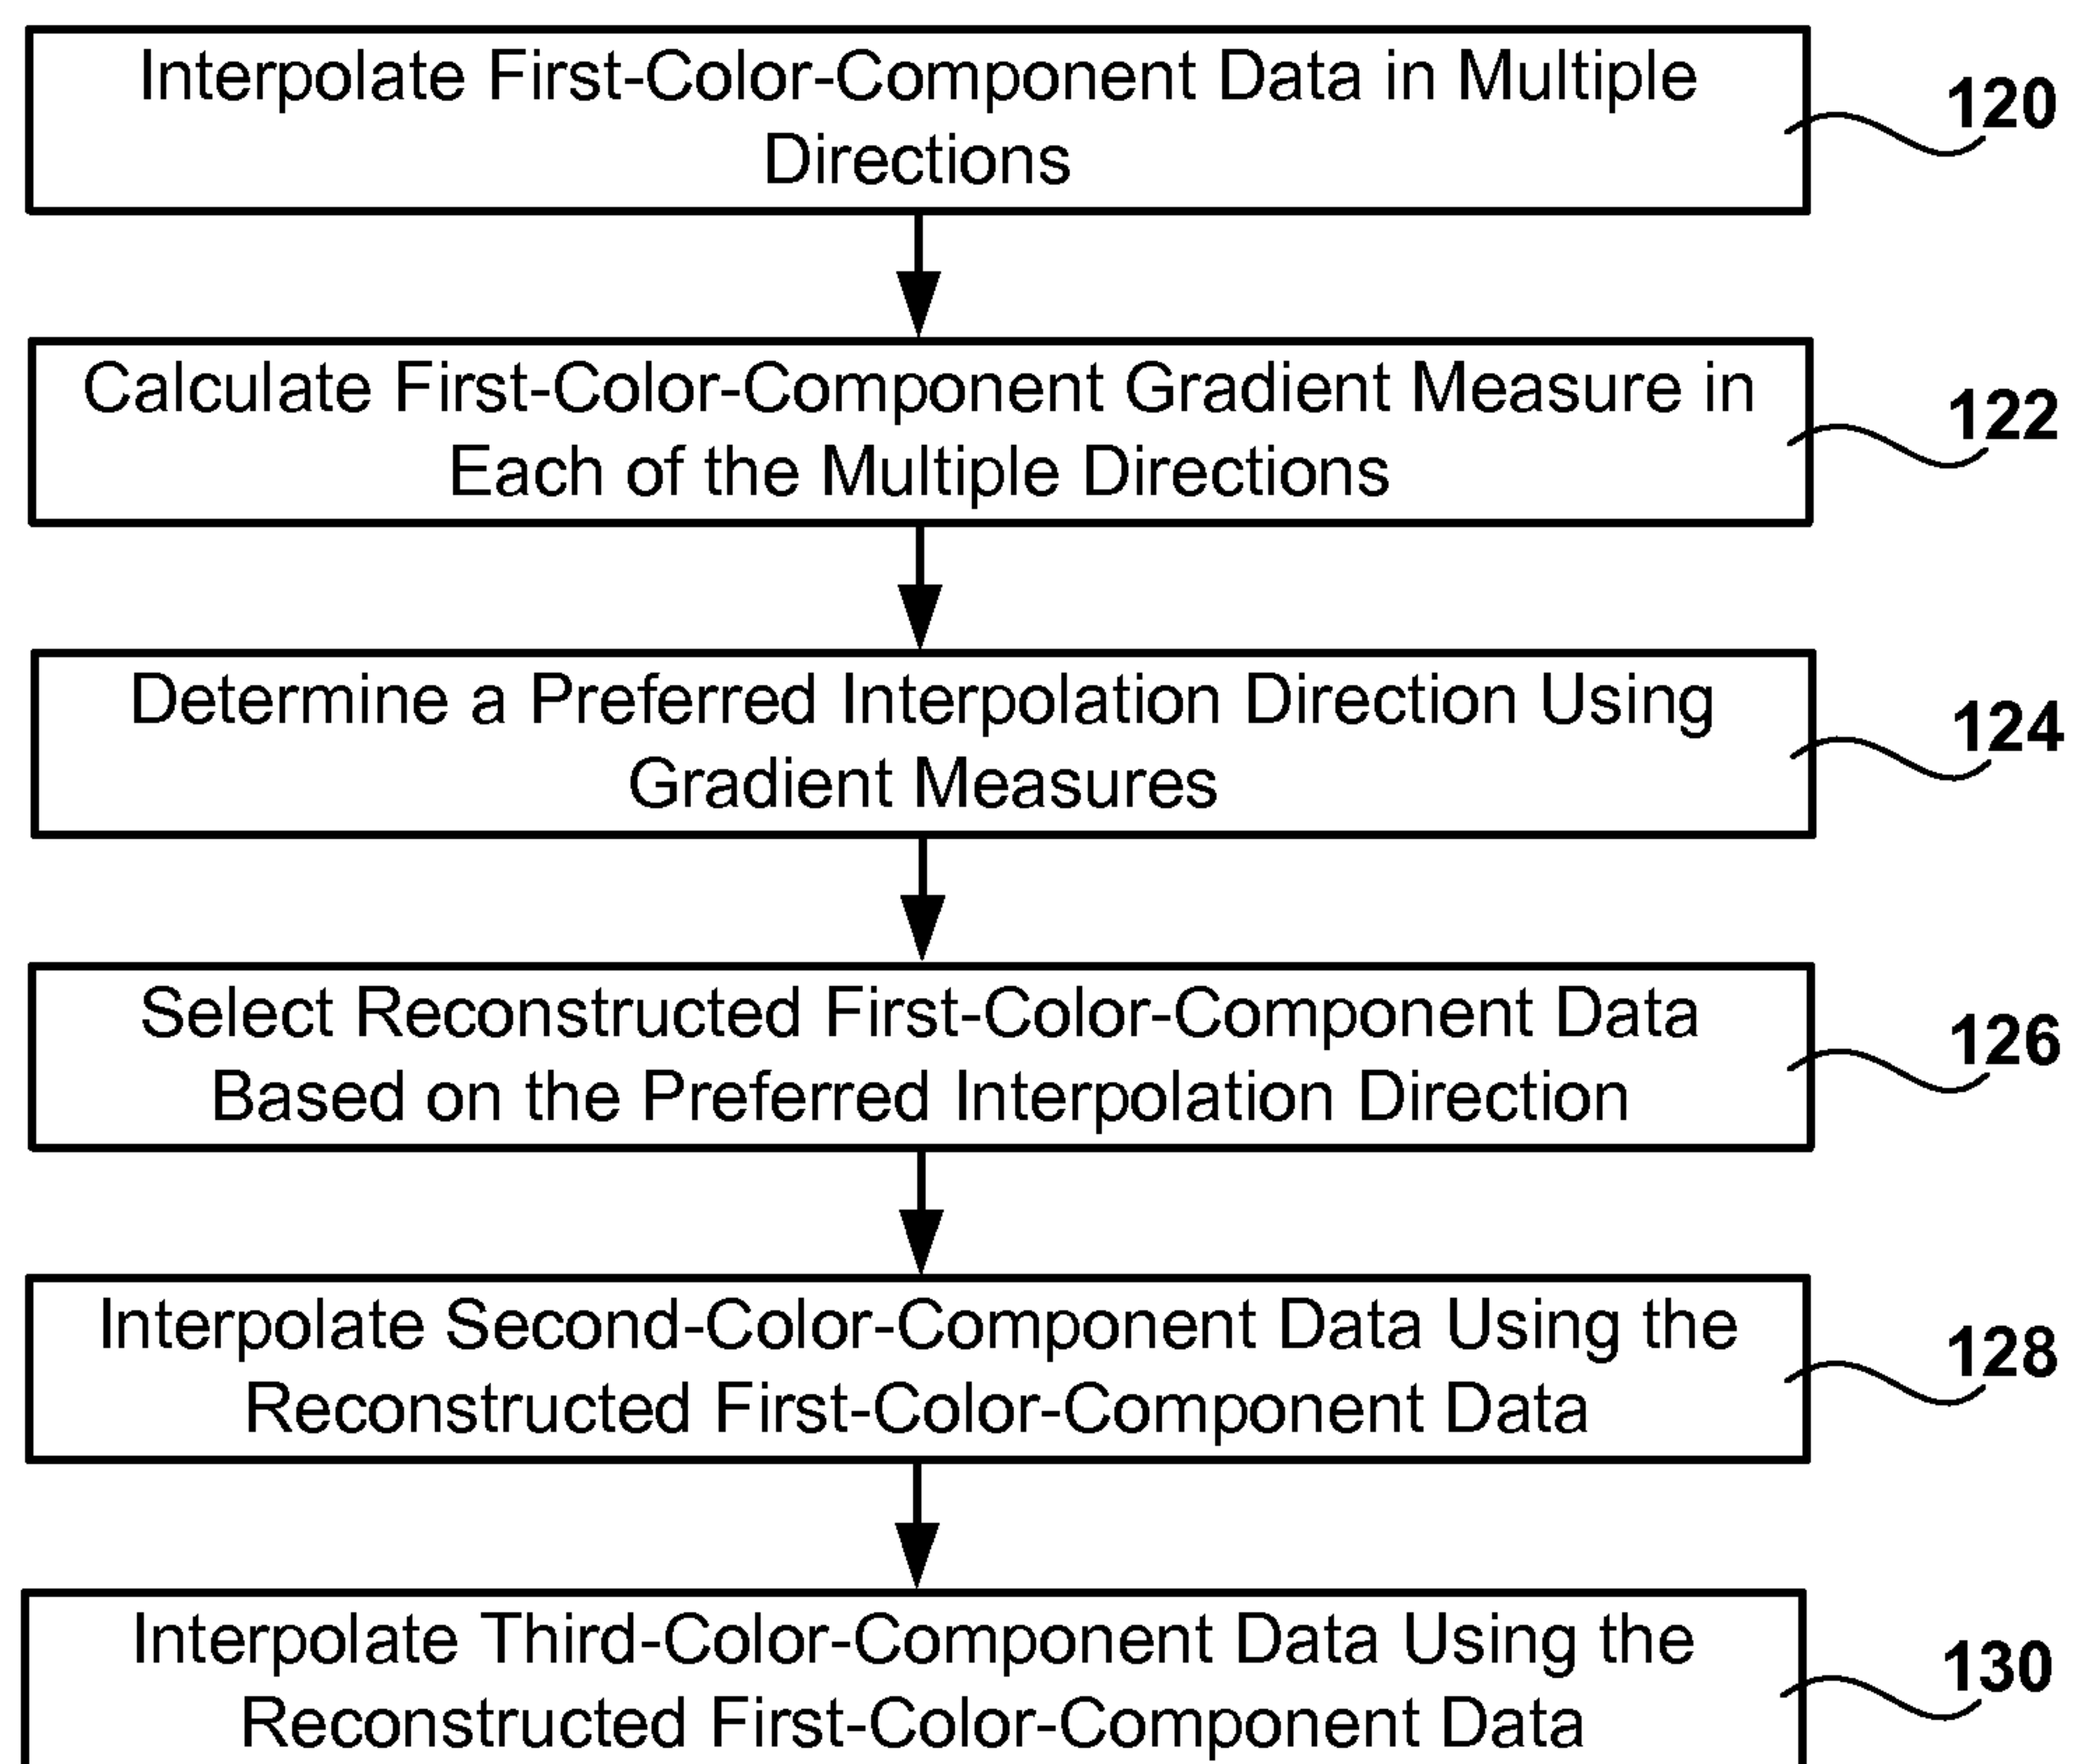 Interpolate First-Color-Component Data in Multiple
Directions
120
Calculate First-Color-Component Gradient Measure in
Each of the Multiple Directions
122
Determine a Preferred Interpolation Direction Using
Gradient Measures
124
Select Reconstructed First-Color-Component Data
Based on the Preferred Interpolation Direction
126
Interpolate Second-Color-Component Data Using the
Reconstructed First-Color-Component Data
128
Interpolate Third-Color-Component Data Using the
Reconstructed First-Color-Component Data
130